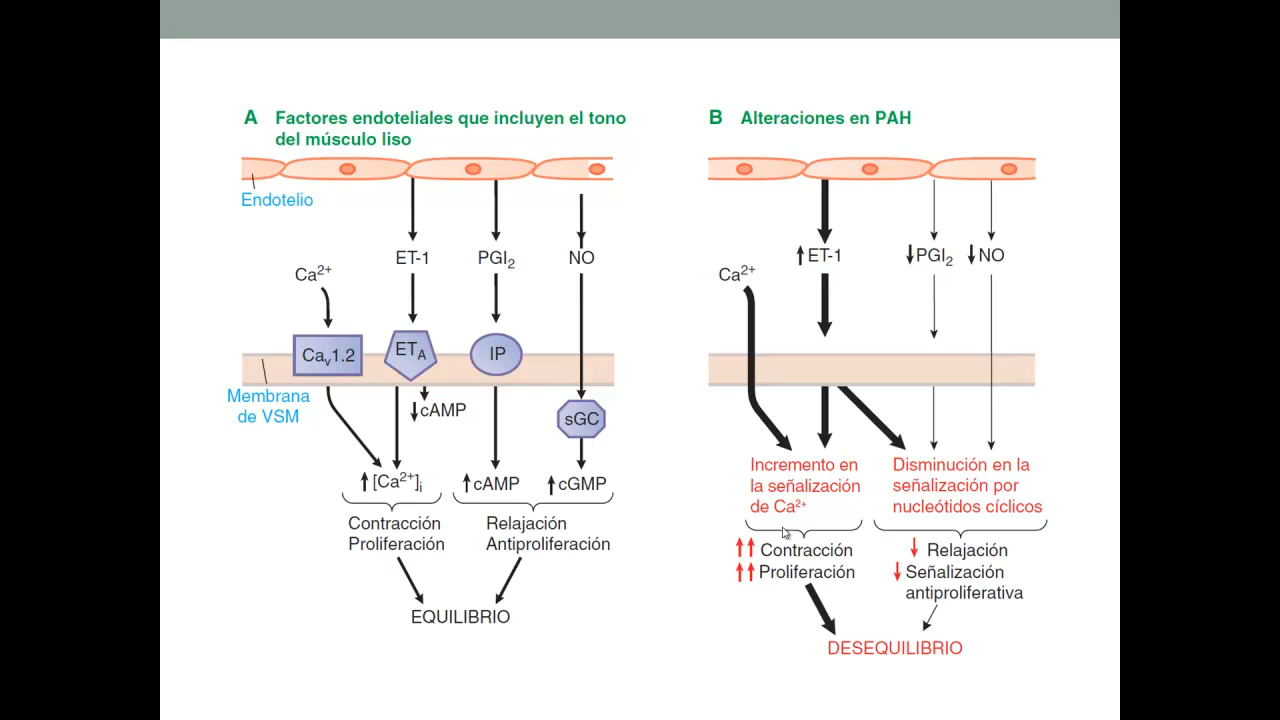 A Factores endoteliales que incluyen el tono
del músculo liso
Endotelio
ET-1
PGI₂
NO
Ca²⁺
Caᵥ1.2
ET_A
IP
Membrana
de VSM
↓cAMP
sGC
↑[Ca²⁺]ᵢ
↑cAMP
↑cGMP
Contracción
Proliferación
Relajación
Antiproliferación
EQUILIBRIO
B Alteraciones en PAH
↑ET-1
↓PGI₂
↓NO
Ca²⁺
Incremento en
la señalización
de Ca²⁺
Disminución en la
señalización por
nucleótidos cíclicos
↑↑ Contracción
↑↑ Proliferación
↓ Relajación
↓ Señalización
antiproliferativa
DESEQUILIBRIO